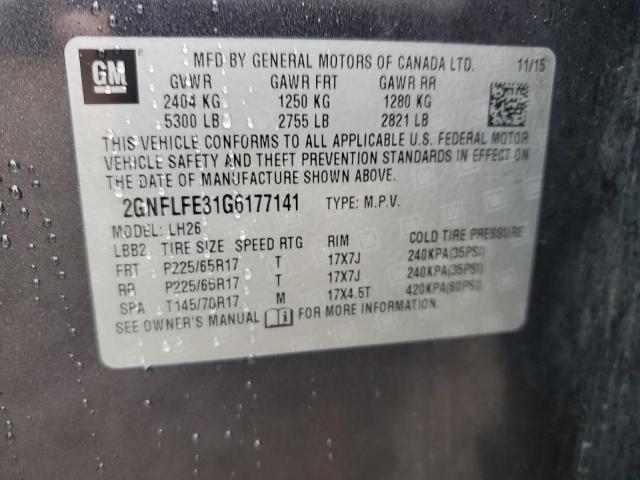 GM
MFD BY GENERAL MOTORS OF CANADA LTD. 11/15
GVWR GAWR FRT GAWR RR
2404 KG 1250 KG 1280 KG
5300 LB 2755 LB 2821 LB
THIS VEHICLE CONFORMS TO ALL APPLICABLE U.S. FEDERAL MOTOR
VEHICLE SAFETY AND THEFT PREVENTION STANDARDS IN EFFECT ON
THE DATE OF MANUFACTURE SHOWN ABOVE.
2GNFLFE31G6177141 TYPE: M.P.V.
MODEL: LH26
LBB2 TIRE SIZE SPEED RTG RIM COLD TIRE PRESSURE
FRT P225/65R17 T 17X7J 240KPA(35PSI)
RR P225/65R17 T 17X7J 240KPA(35PSI)
SPA T145/70R17 M 17X4.5T 420KPA(60PSI)
SEE OWNER'S MANUAL FOR MORE INFORMATION.